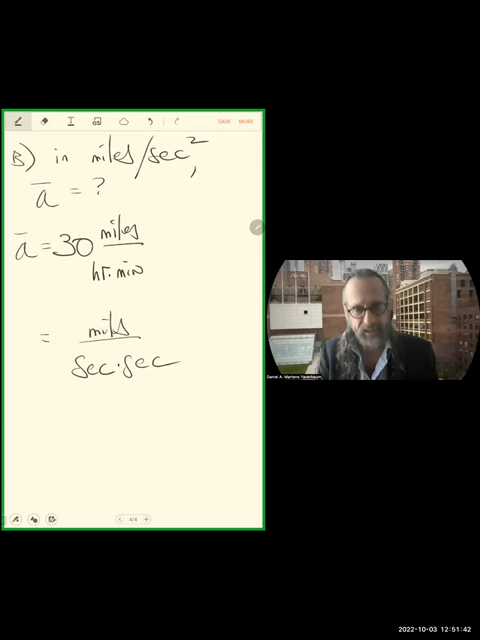 SAVE MORE
B) in miles/sec²,
a̅ = ?
a̅ = 30 miles
hr. min
= miles
sec. sec
4/4
Daniel A. Martens Yaverbaum
2022-10-03 12:51:42